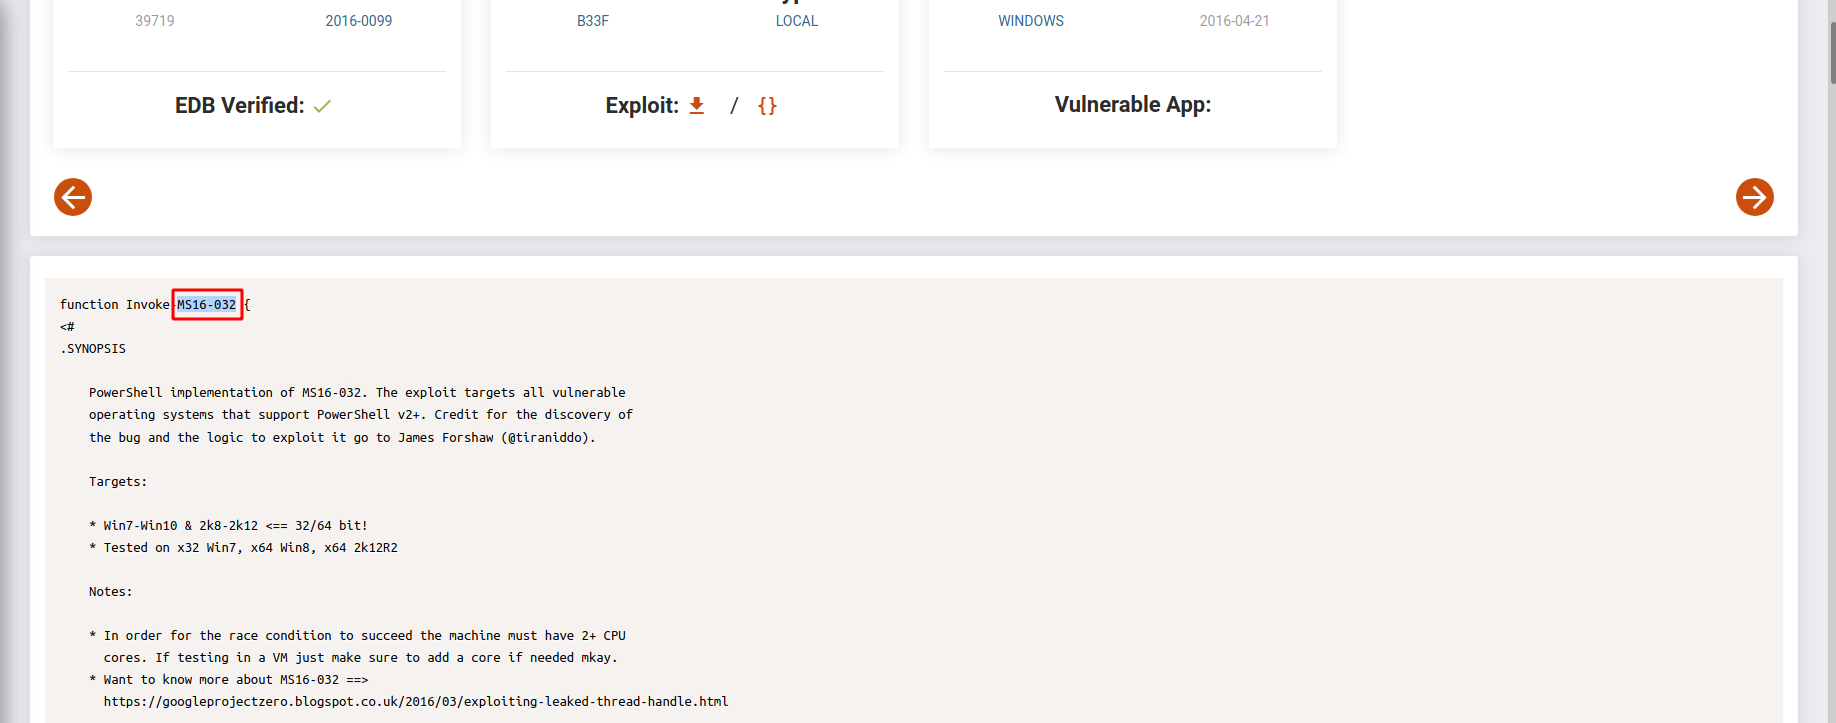 39719 2016-0099 B33F LOCAL WINDOWS 2016-04-21
EDB Verified: Exploit: / {} Vulnerable App:
function Invoke-MS16-032 {
<#
.SYNOPSIS
PowerShell implementation of MS16-032. The exploit targets all vulnerable
operating systems that support PowerShell v2+. Credit for the discovery of
the bug and the logic to exploit it go to James Forshaw (@tiraniddo).
Targets:
* Win7-Win10 & 2k8-2k12 <== 32/64 bit!
* Tested on x32 Win7, x64 Win8, x64 2k12R2
Notes:
* In order for the race condition to succeed the machine must have 2+ CPU
cores. If testing in a VM just make sure to add a core if needed mkay.
* Want to know more about MS16-032 ==>
https://googleprojectzero.blogspot.co.uk/2016/03/exploiting-leaked-thread-handle.html